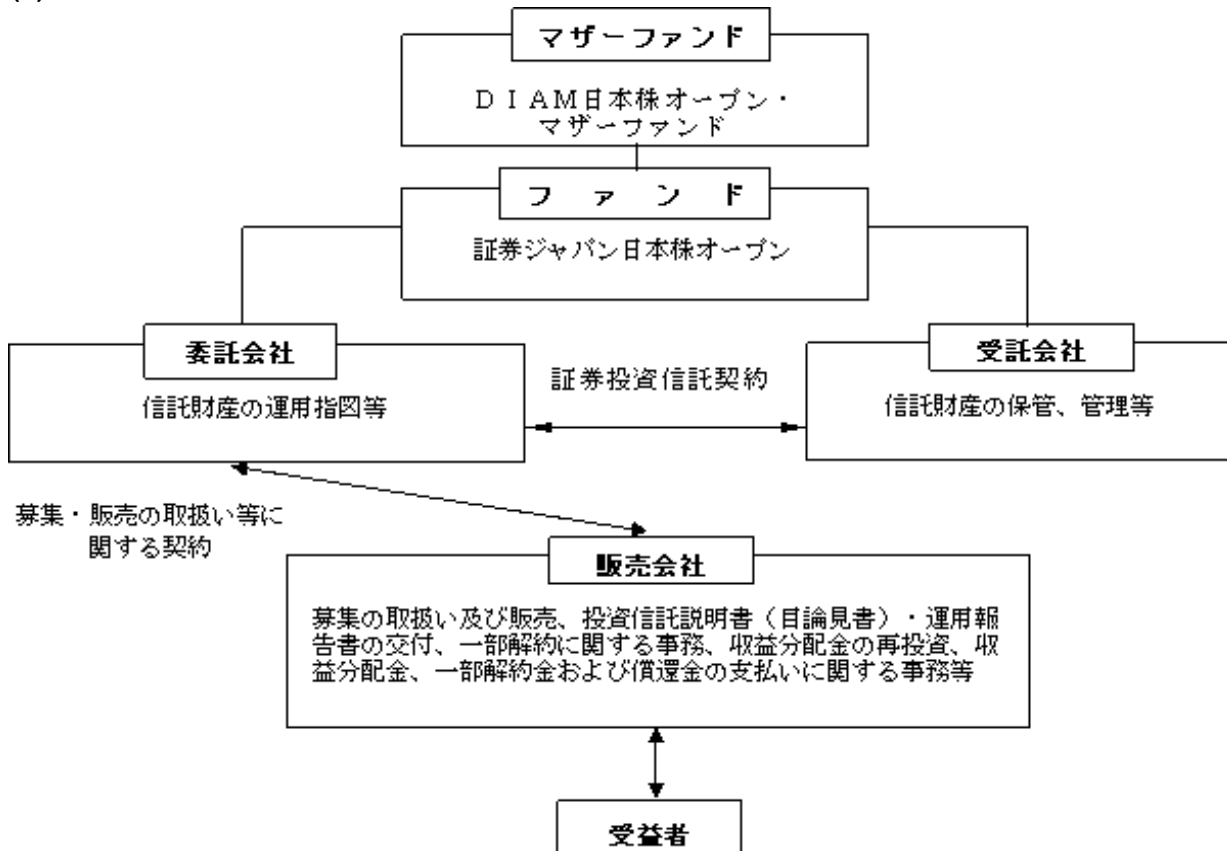 マザーファンド
ＤＩＡＭ日本株オープン・
マザーファンド
ファンド
証券ジャパン日本株オープン
委託会社
信託財産の運用指図等
証券投資信託契約
受託会社
信託財産の保管、管理等
募集・販売の取扱い等に
関する契約
販売会社
募集の取扱い及び販売、投資信託説明書（目論見書）・運用報
告書の交付、一部解約に関する事務、収益分配金の再投資、収
益分配金、一部解約金および償還金の支払いに関する事務等
受益者